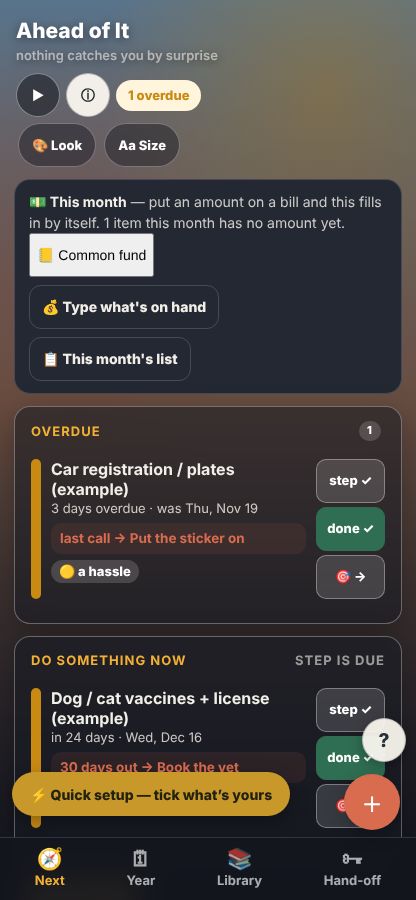 Ahead of It
nothing catches you by surprise
▶ ⓘ 1 overdue
🎨 Look Aa Size
💵 This month — put an amount on a bill and this fills
in by itself. 1 item this month has no amount yet.
📒 Common fund
💰 Type what's on hand
📋 This month's list
OVERDUE 1
Car registration / plates
(example)
3 days overdue · was Thu, Nov 19
last call → Put the sticker on
🟡 a hassle
step ✓
done ✓
🎯 →
DO SOMETHING NOW STEP IS DUE
Dog / cat vaccines + license
(example)
in 24 days · Wed, Dec 16
30 days out → Book the vet
step ✓
done ✓
?
⚡ Quick setup — tick what's yours
+
Next Year Library Hand-off